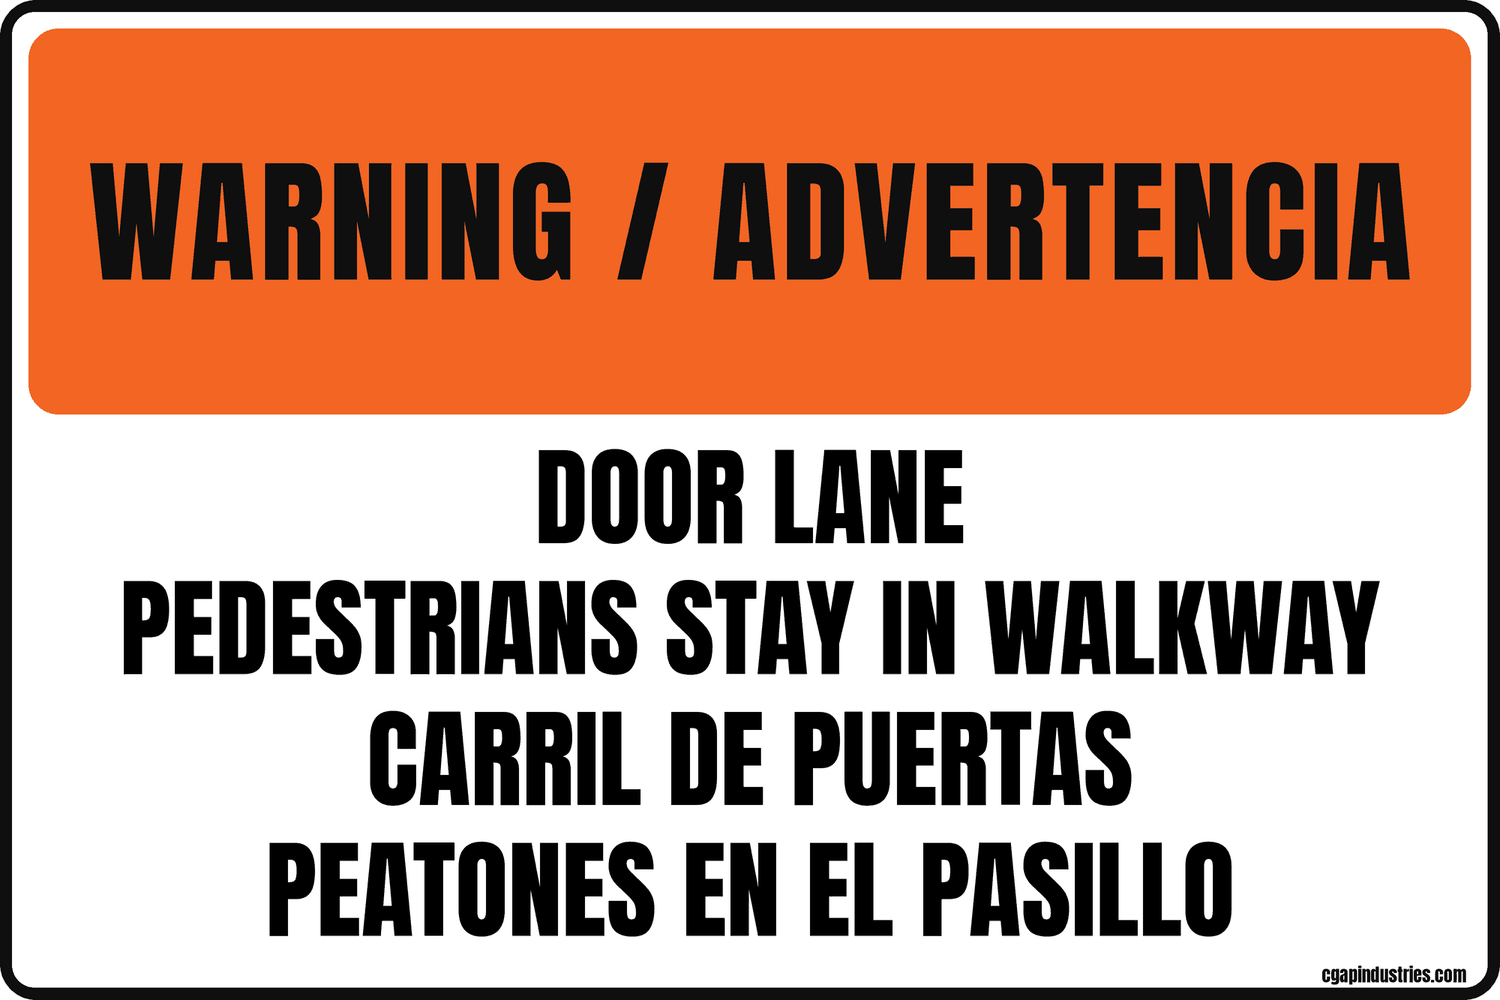 WARNING / ADVERTENCIA
DOOR LANE
PEDESTRIANS STAY IN WALKWAY
CARRIL DE PUERTAS
PEATONES EN EL PASILLO
cgapindustries.com